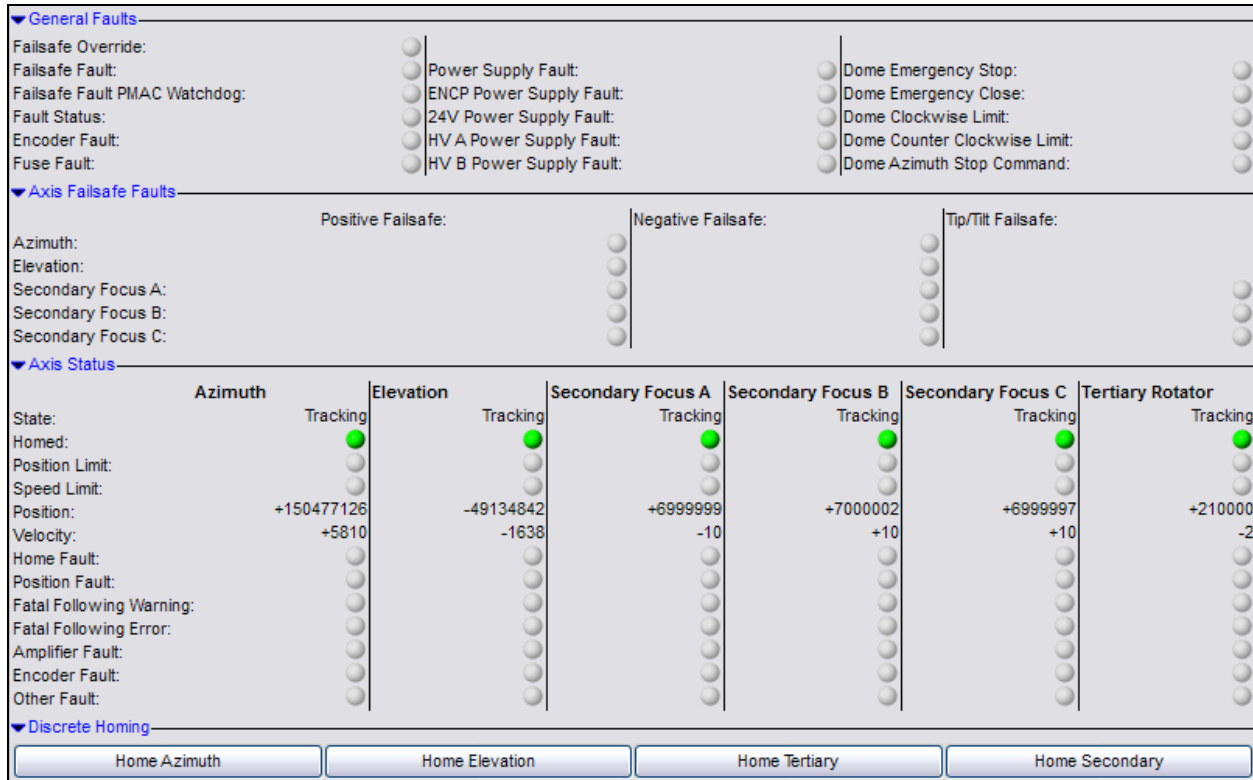 General Faults
Failsafe Override:
Failsafe Fault: Power Supply Fault: Dome Emergency Stop:
Failsafe Fault PMAC Watchdog: ENCP Power Supply Fault: Dome Emergency Close:
Fault Status: 24V Power Supply Fault: Dome Clockwise Limit:
Encoder Fault: HV A Power Supply Fault: Dome Counter Clockwise Limit:
Fuse Fault: HV B Power Supply Fault: Dome Azimuth Stop Command:
Axis Failsafe Faults
Positive Failsafe: Negative Failsafe: Tip/Tilt Failsafe:
Azimuth:
Elevation:
Secondary Focus A:
Secondary Focus B:
Secondary Focus C:
Axis Status
Azimuth Elevation Secondary Focus A Secondary Focus B Secondary Focus C Tertiary Rotator
State: Tracking Tracking Tracking Tracking Tracking Tracking
Homed:
Position Limit:
Speed Limit:
Position: +150477126 -49134842 +6999999 +7000002 +6999997 +210000
Velocity: +5810 -1638 -10 +10 +10 -2
Home Fault:
Position Fault:
Fatal Following Warning:
Fatal Following Error:
Amplifier Fault:
Encoder Fault:
Other Fault:
Discrete Homing
Home Azimuth Home Elevation Home Tertiary Home Secondary